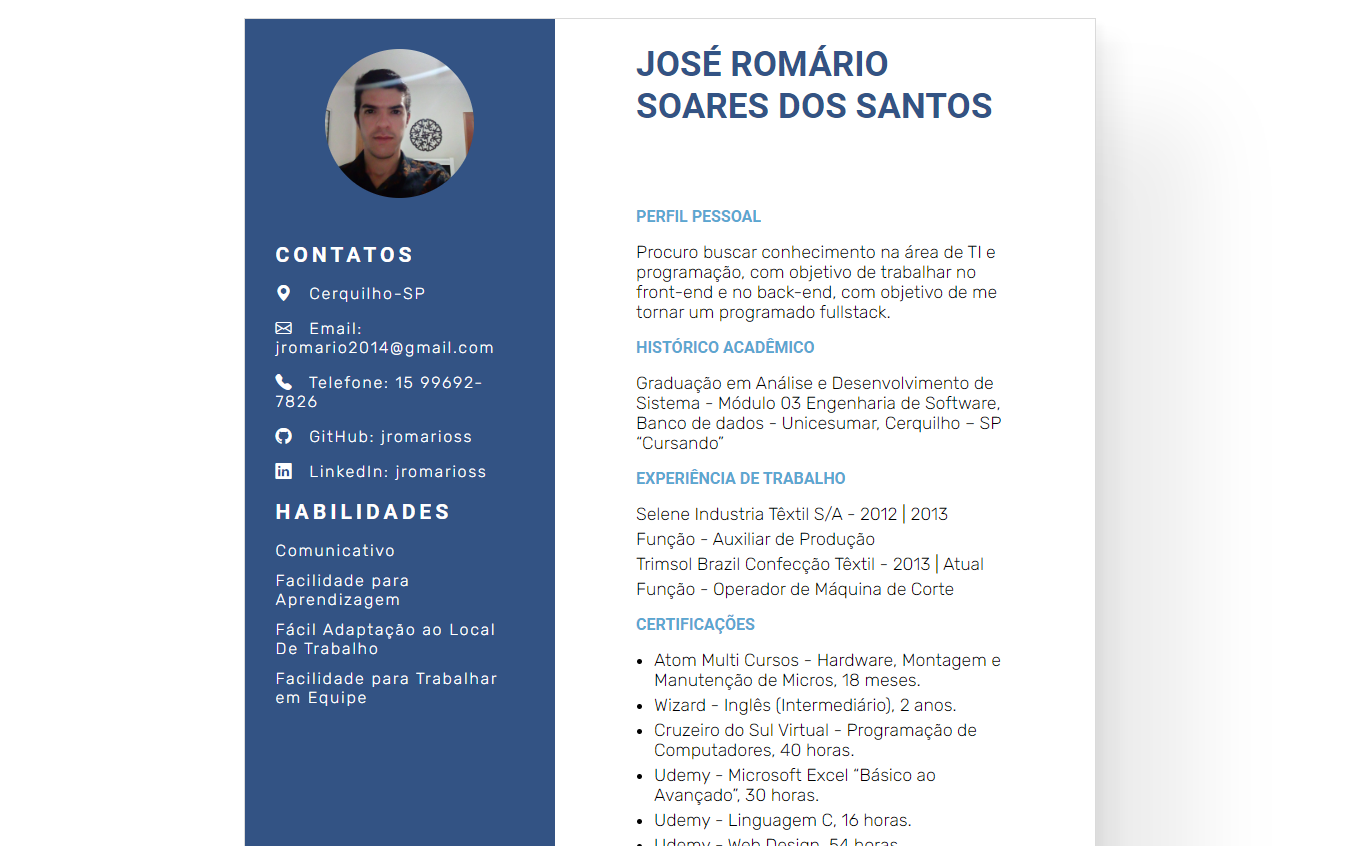 CONTATOS
Cerquilho-SP
Email:
jromario2014@gmail.com
Telefone: 15 99692-
7826
GitHub: jromarioss
LinkedIn: jromarioss
HABILIDADES
Comunicativo
Facilidade para
Aprendizagem
Fácil Adaptação ao Local
De Trabalho
Facilidade para Trabalhar
em Equipe
JOSÉ ROMÁRIO
SOARES DOS SANTOS
PERFIL PESSOAL
Procuro buscar conhecimento na área de TI e
programação, com objetivo de trabalhar no
front-end e no back-end, com objetivo de me
tornar um programado fullstack.
HISTÓRICO ACADÊMICO
Graduação em Análise e Desenvolvimento de
Sistema - Módulo 03 Engenharia de Software,
Banco de dados - Unicesumar, Cerquilho – SP
“Cursando”
EXPERIÊNCIA DE TRABALHO
Selene Industria Têxtil S/A - 2012 | 2013
Função - Auxiliar de Produção
Trimsol Brazil Confecção Têxtil - 2013 | Atual
Função - Operador de Máquina de Corte
CERTIFICAÇÕES
• Atom Multi Cursos - Hardware, Montagem e
Manutenção de Micros, 18 meses.
• Wizard - Inglês (Intermediário), 2 anos.
• Cruzeiro do Sul Virtual - Programação de
Computadores, 40 horas.
• Udemy - Microsoft Excel “Básico ao
Avançado”, 30 horas.
• Udemy - Linguagem C, 16 horas.
• Udemy - Web Design, 54 horas